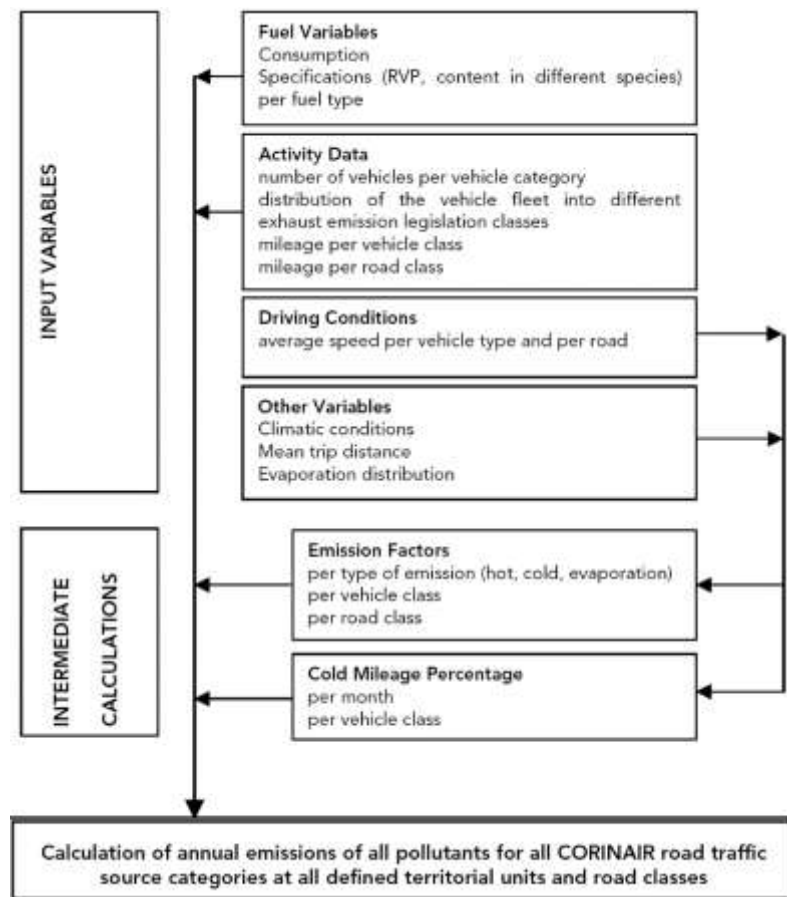 INPUT VARIABLES
Fuel Variables
Consumption
Specifications (RVP, content in different species)
per fuel type
Activity Data
number of vehicles per vehicle category
distribution of the vehicle fleet into different
exhaust emission legislation classes
mileage per vehicle class
mileage per road class
Driving Conditions
average speed per vehicle type and per road
Other Variables
Climatic conditions
Mean trip distance
Evaporation distribution
INTERMEDIATE
CALCULATIONS
Emission Factors
per type of emission (hot, cold, evaporation)
per vehicle class
per road class
Cold Mileage Percentage
per month
per vehicle class
Calculation of annual emissions of all pollutants for all CORINAIR road traffic
source categories at all defined territorial units and road classes